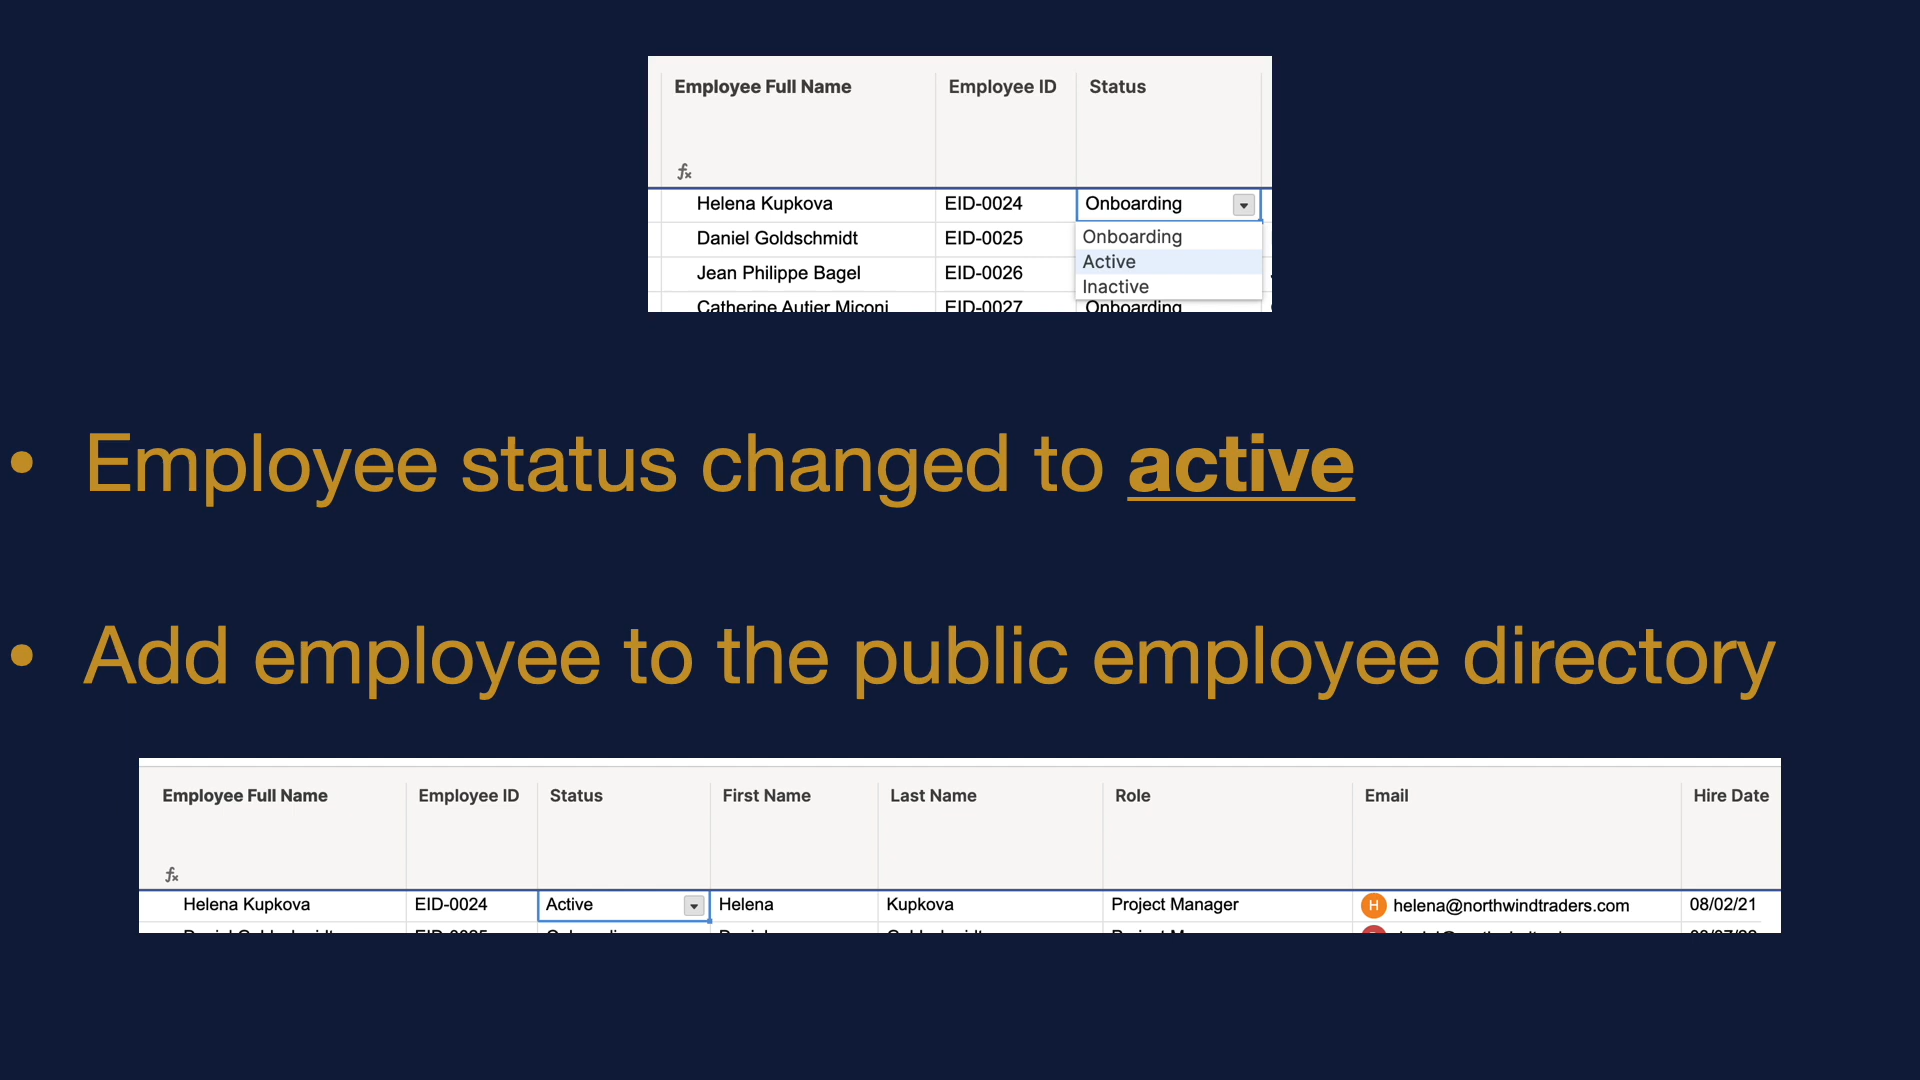 Employee Full Name Employee ID Status
fx
Helena Kupkova EID-0024 Onboarding
Onboarding
Daniel Goldschmidt EID-0025
Active
Jean Philippe Bagel EID-0026
Inactive
Catherine Autier Miconi EID-0027 Onboarding
• Employee status changed to active
• Add employee to the public employee directory
Employee Full Name Employee ID Status First Name Last Name Role Email Hire Date
fx
Helena Kupkova EID-0024 Active Helena Kupkova Project Manager H helena@northwindtraders.com 08/02/21